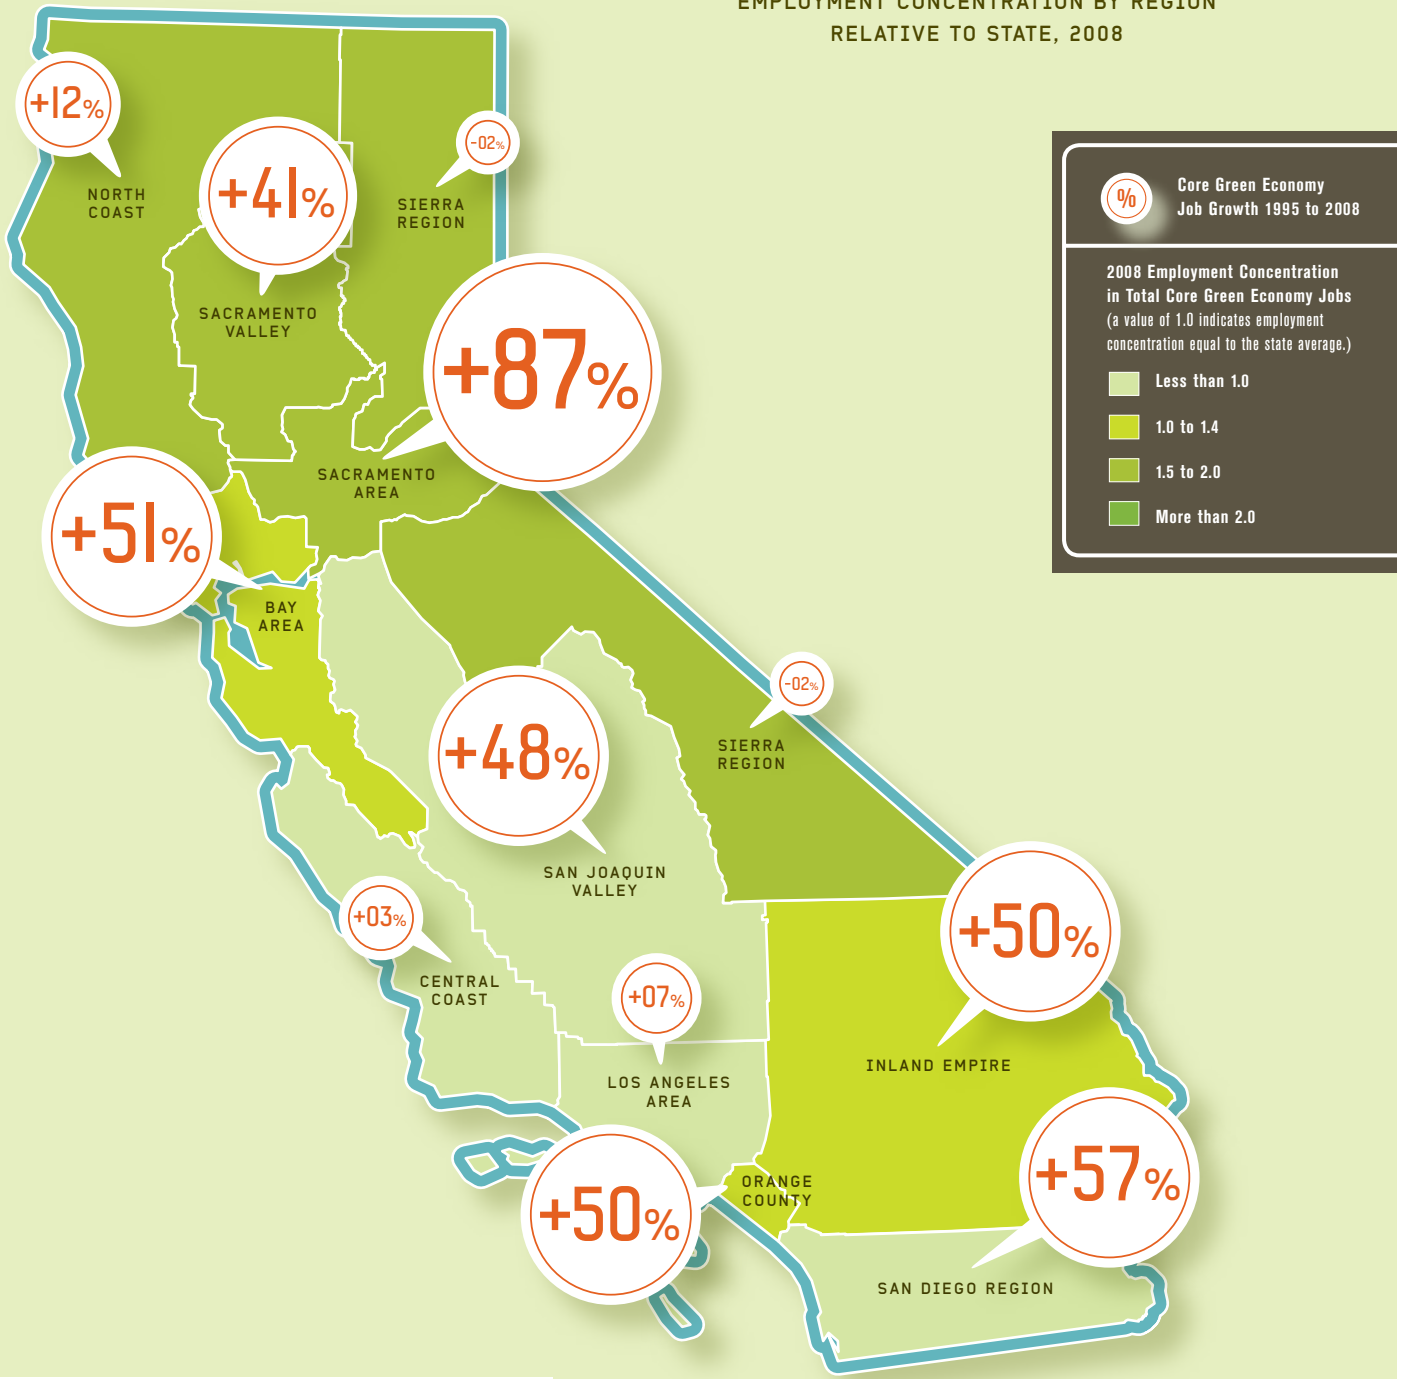 EMPLOYMENT CONCENTRATION BY REGION
RELATIVE TO STATE, 2008
+12%
NORTH
COAST
+41%
SACRAMENTO
VALLEY
-02%
SIERRA
REGION
+87%
SACRAMENTO
AREA
+51%
BAY
AREA
+48%
SAN JOAQUIN
VALLEY
-02%
SIERRA
REGION
+03%
CENTRAL
COAST
+07%
LOS ANGELES
AREA
+50%
INLAND EMPIRE
+50%
ORANGE
COUNTY
+57%
SAN DIEGO REGION
%
Core Green Economy
Job Growth 1995 to 2008
2008 Employment Concentration
in Total Core Green Economy Jobs
(a value of 1.0 indicates employment
concentration equal to the state average.)
Less than 1.0
1.0 to 1.4
1.5 to 2.0
More than 2.0